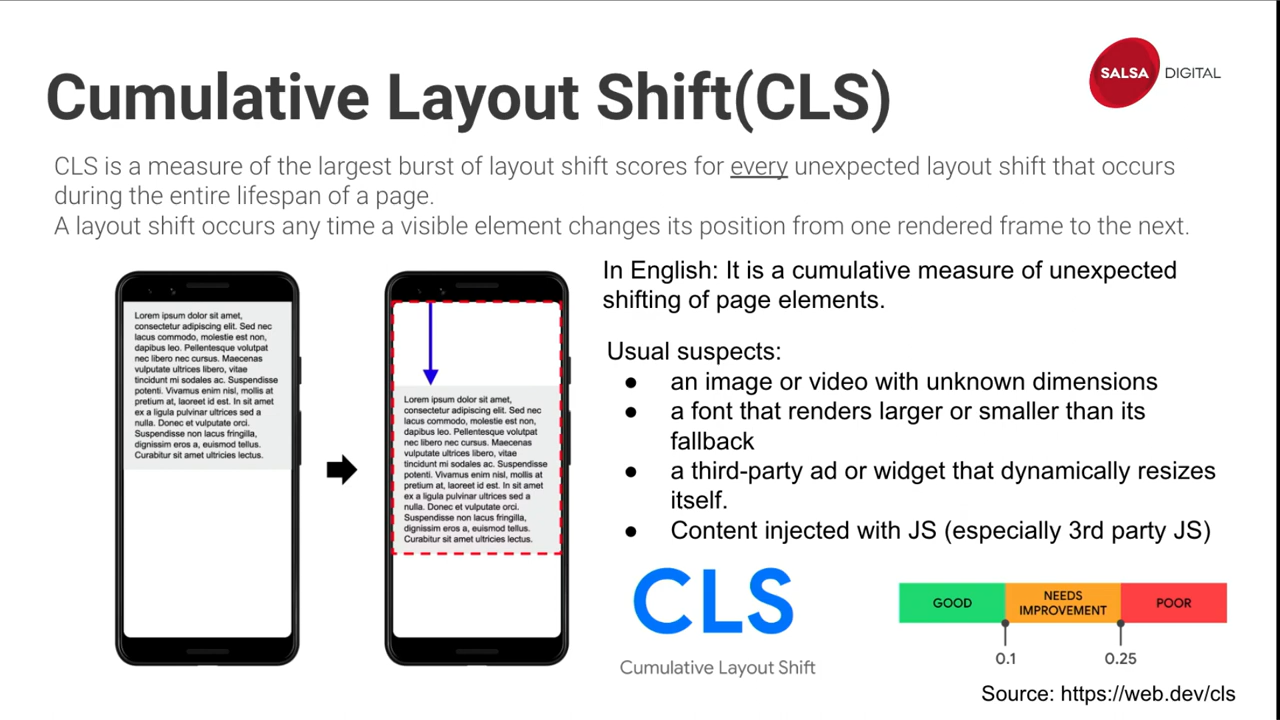 SALSA DIGITAL
Cumulative Layout Shift(CLS)
CLS is a measure of the largest burst of layout shift scores for every unexpected layout shift that occurs
during the entire lifespan of a page.
A layout shift occurs any time a visible element changes its position from one rendered frame to the next.
Lorem ipsum dolor sit amet,
consectetur adipiscing elit. Sed nec
lacus commodo, molestie est non,
dapibus leo. Pellentesque volutpat
nec libero nec cursus. Maecenas
vulputate ultrices libero, vitae
tincidunt mi sodales ac. Suspendisse
potenti. Vivamus enim nisl, mollis at
pretium at, laoreet id est. In sit amet
ex a ligula pulvinar ultrices sed a
nulla. Donec et vulputate orci.
Suspendisse non lacus fringilla,
dignissim eros a, euismod tellus.
Curabitur sit amet ultricies lectus.
Lorem ipsum dolor sit amet,
consectetur adipiscing elit. Sed nec
lacus commodo, molestie est non,
dapibus leo. Pellentesque volutpat
nec libero nec cursus. Maecenas
vulputate ultrices libero, vitae
tincidunt mi sodales ac. Suspendisse
potenti. Vivamus enim nisl, mollis at
pretium at, laoreet id est. In sit amet
ex a ligula pulvinar ultrices sed a
nulla. Donec et vulputate orci.
Suspendisse non lacus fringilla,
dignissim eros a, euismod tellus.
Curabitur sit amet ultricies lectus.
In English: It is a cumulative measure of unexpected
shifting of page elements.
Usual suspects:
● an image or video with unknown dimensions
● a font that renders larger or smaller than its
fallback
● a third-party ad or widget that dynamically resizes
itself.
● Content injected with JS (especially 3rd party JS)
CLS
Cumulative Layout Shift
GOOD
NEEDS
IMPROVEMENT
POOR
0.1
0.25
Source: https://web.dev/cls